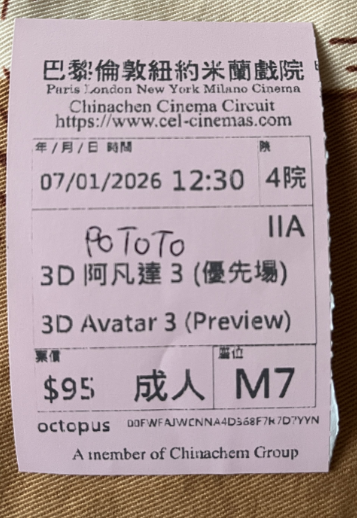 巴黎倫敦紐約米蘭戲院
Paris London New York Milano Cinema
Chinachen Cinema Circuit
https://www.cel-cinemas.com
年/月/日 時間 院
07/01/2026 12:30 4院
IIA
POTOTO
3D 阿凡達 3 (優先場)
3D Avatar 3 (Preview)
票價 座位
$95 成人 M7
octopus
A member of Chinachem Group